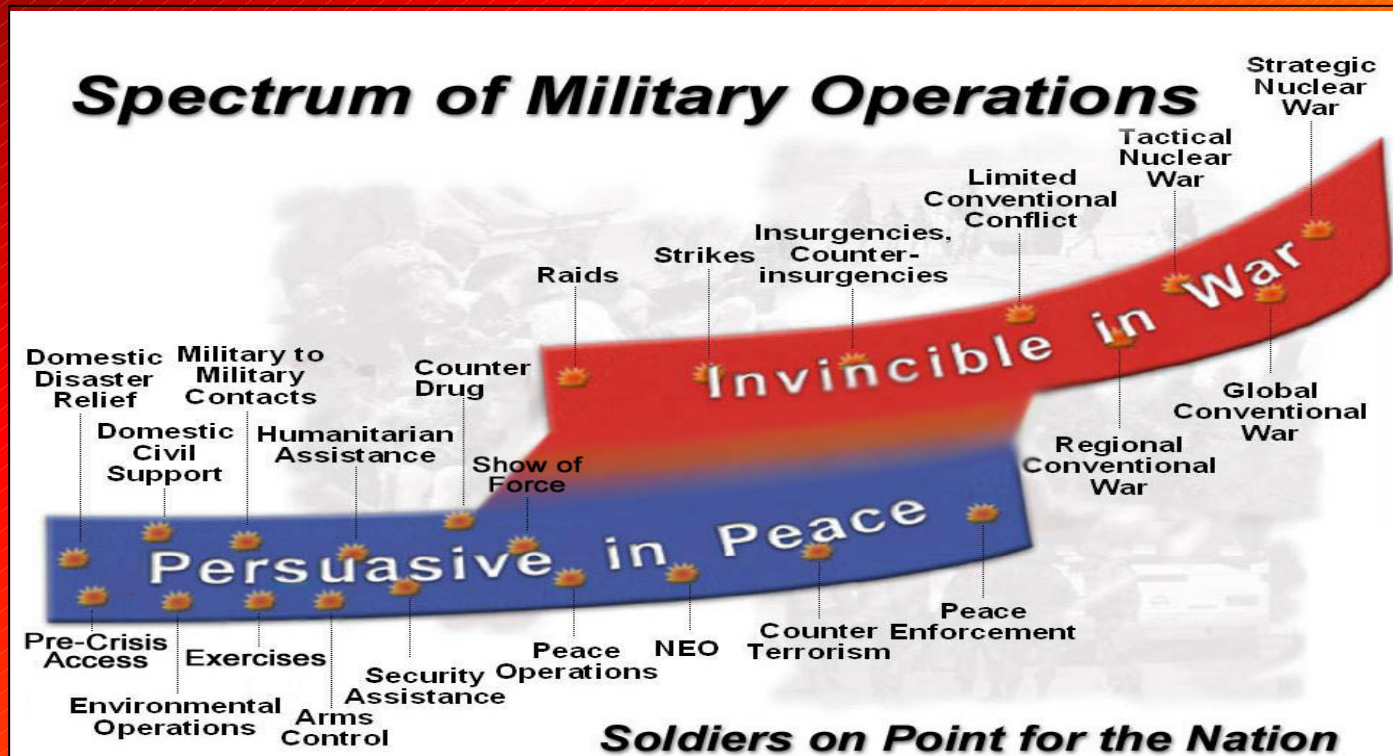 Spectrum of Military Operations
Strategic
Nuclear
War
Tactical
Nuclear
War
Limited
Conventional
Conflict
Insurgencies,
Counter-
insurgencies
Strikes
Raids
Invincible in War
Domestic
Disaster
Relief
Military to
Military
Contacts
Counter
Drug
Domestic
Civil
Support
Humanitarian
Assistance
Show of
Force
Global
Conventional
War
Regional
Conventional
War
Persuasive in Peace
Pre-Crisis
Access
Environmental
Operations
Exercises
Arms
Control
Security
Assistance
Peace
Operations
NEO
Counter
Terrorism
Peace
Enforcement
Soldiers on Point for the Nation